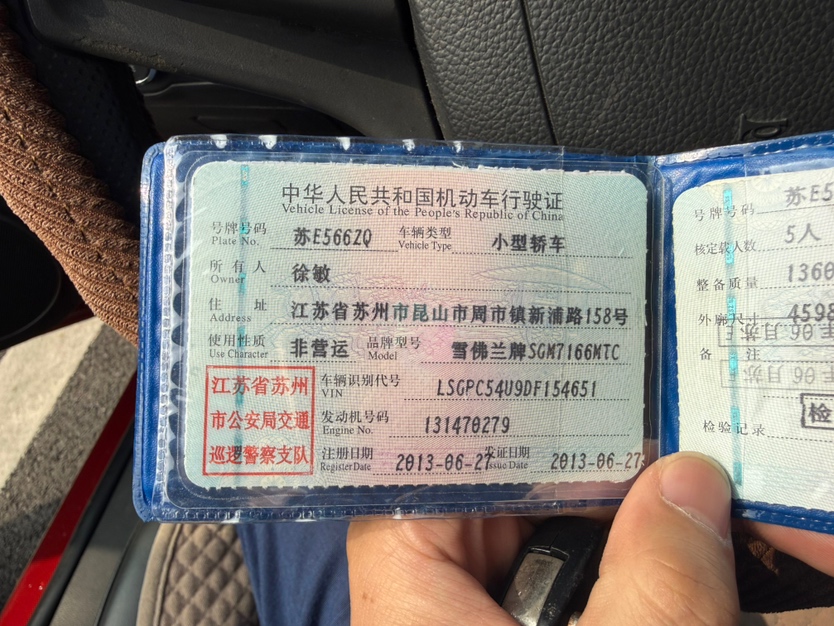 中华人民共和国机动车行驶证
Vehicle License of the People's Republic of China
号牌号码 苏E566ZQ 车辆类型 小型轿车
Plate No. Vehicle Type
所有人 徐敏
Owner
住址 江苏省苏州市昆山市周市镇新浦路158号
Address
使用性质 非营运 品牌型号 雪佛兰牌SGM7166MTC
Use Character Model
车辆识别代号 LSGPC54U9DF154651
VIN
发动机号码 131470279
Engine No.
注册日期 2013-06-27 发证日期 2013-06-27
Register Date Issue Date
江苏省苏州
市公安局交通
巡逻警察支队
号牌号码 苏E5
核定载人数 5人
整备质量 1360
外廓尺寸 4598
备注
检验记录
检